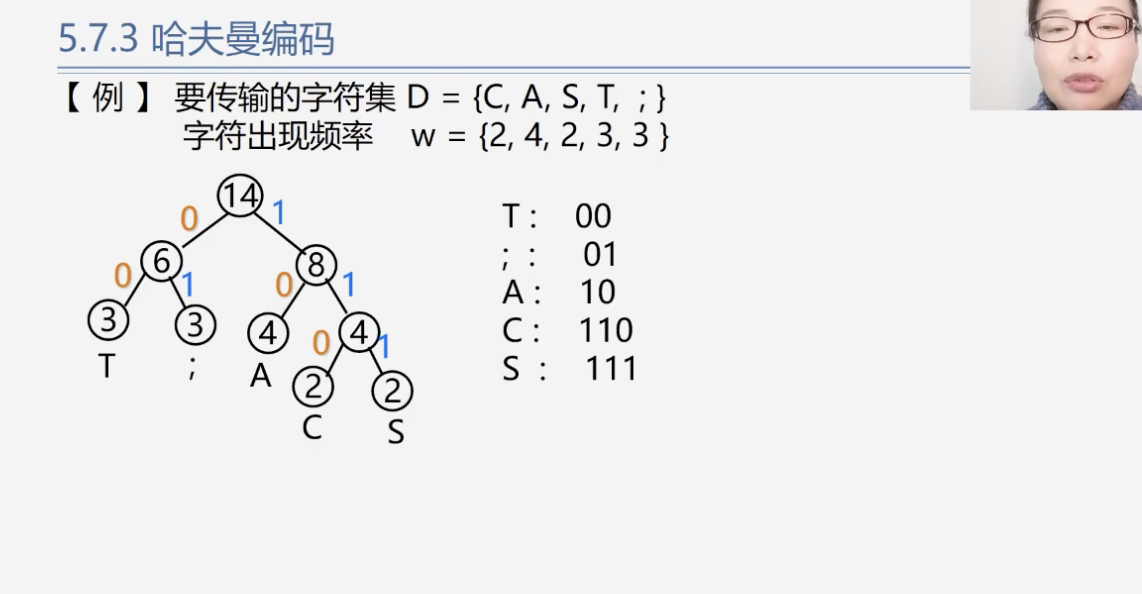 5.7.3 哈夫曼编码
【 例 】 要传输的字符集 D = {C, A, S, T, ; }
字符出现频率 w = {2, 4, 2, 3, 3 }
14
0 1
6 8
0 1 0 1
3 3 4 4
T ; A 0 1
2 2
C S
T : 00
; : 01
A : 10
C : 110
S : 111